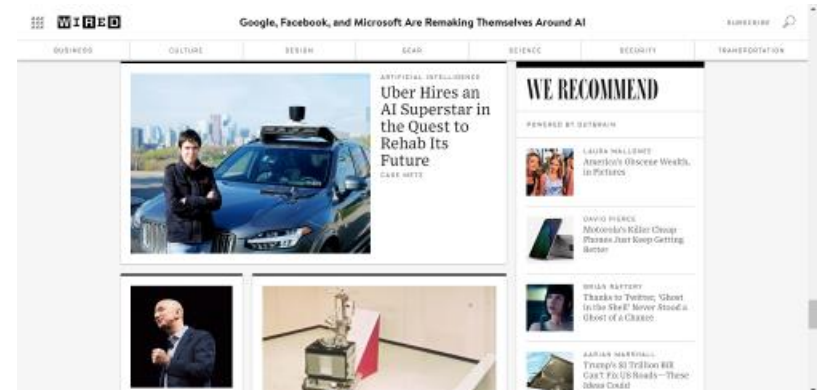 WIRED
Google, Facebook, and Microsoft Are Remaking Themselves Around AI
SUBSCRIBE
BUSINESS
CULTURE
DESIGN
GEAR
SCIENCE
SECURITY
TRANSPORTATION
ARTIFICIAL INTELLIGENCE
Uber Hires an
AI Superstar in
the Quest to
Rehab Its
Future
CADE METZ
WE RECOMMEND
POWERED BY OUTBRAIN
LAURA MALLONEE
America's Obscene Wealth,
in Pictures
DAVID PIERCE
Motorola's Killer Cheap
Phones Just Keep Getting
Better
BRIAN RAFTERY
Thanks to Twitter, 'Ghost
in the Shell' Never Stood a
Ghost of a Chance
AARIAN MARSHALL
Trump's $1 Trillion Bill
Can't Fix US Roads—These
Ideas Could